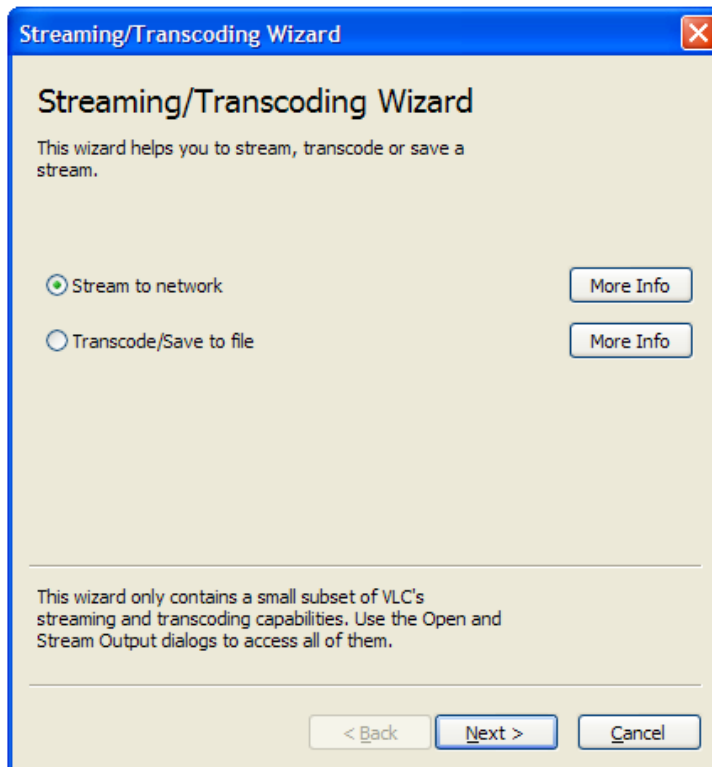 Streaming/Transcoding Wizard
Streaming/Transcoding Wizard
This wizard helps you to stream, transcode or save a
stream.
Stream to network
More Info
Transcode/Save to file
More Info
This wizard only contains a small subset of VLC's
streaming and transcoding capabilities. Use the Open and
Stream Output dialogs to access all of them.
< Back
Next >
Cancel